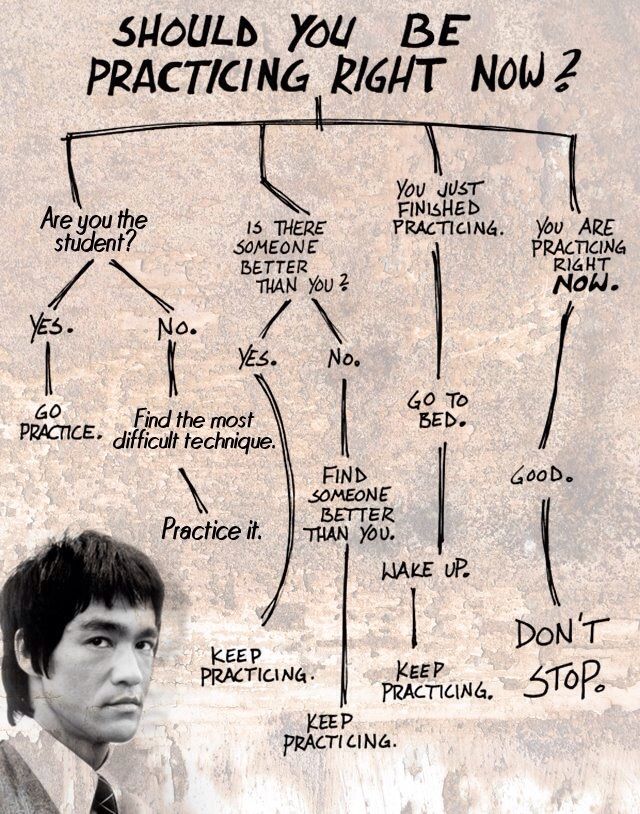 SHOULD YOU BE
PRACTICING RIGHT NOW?
Are you the
student?
YES.
GO
PRACTICE.
NO.
Find the most
difficult technique.
Practice it.
IS THERE
SOMEONE
BETTER
THAN YOU?
YES.
KEEP
PRACTICING.
NO.
FIND
SOMEONE
BETTER
THAN YOU.
KEEP
PRACTICING.
YOU JUST
FINISHED
PRACTICING.
GO TO
BED.
WAKE UP.
KEEP
PRACTICING.
YOU ARE
PRACTICING
RIGHT
NOW.
GOOD.
DON'T
STOP.